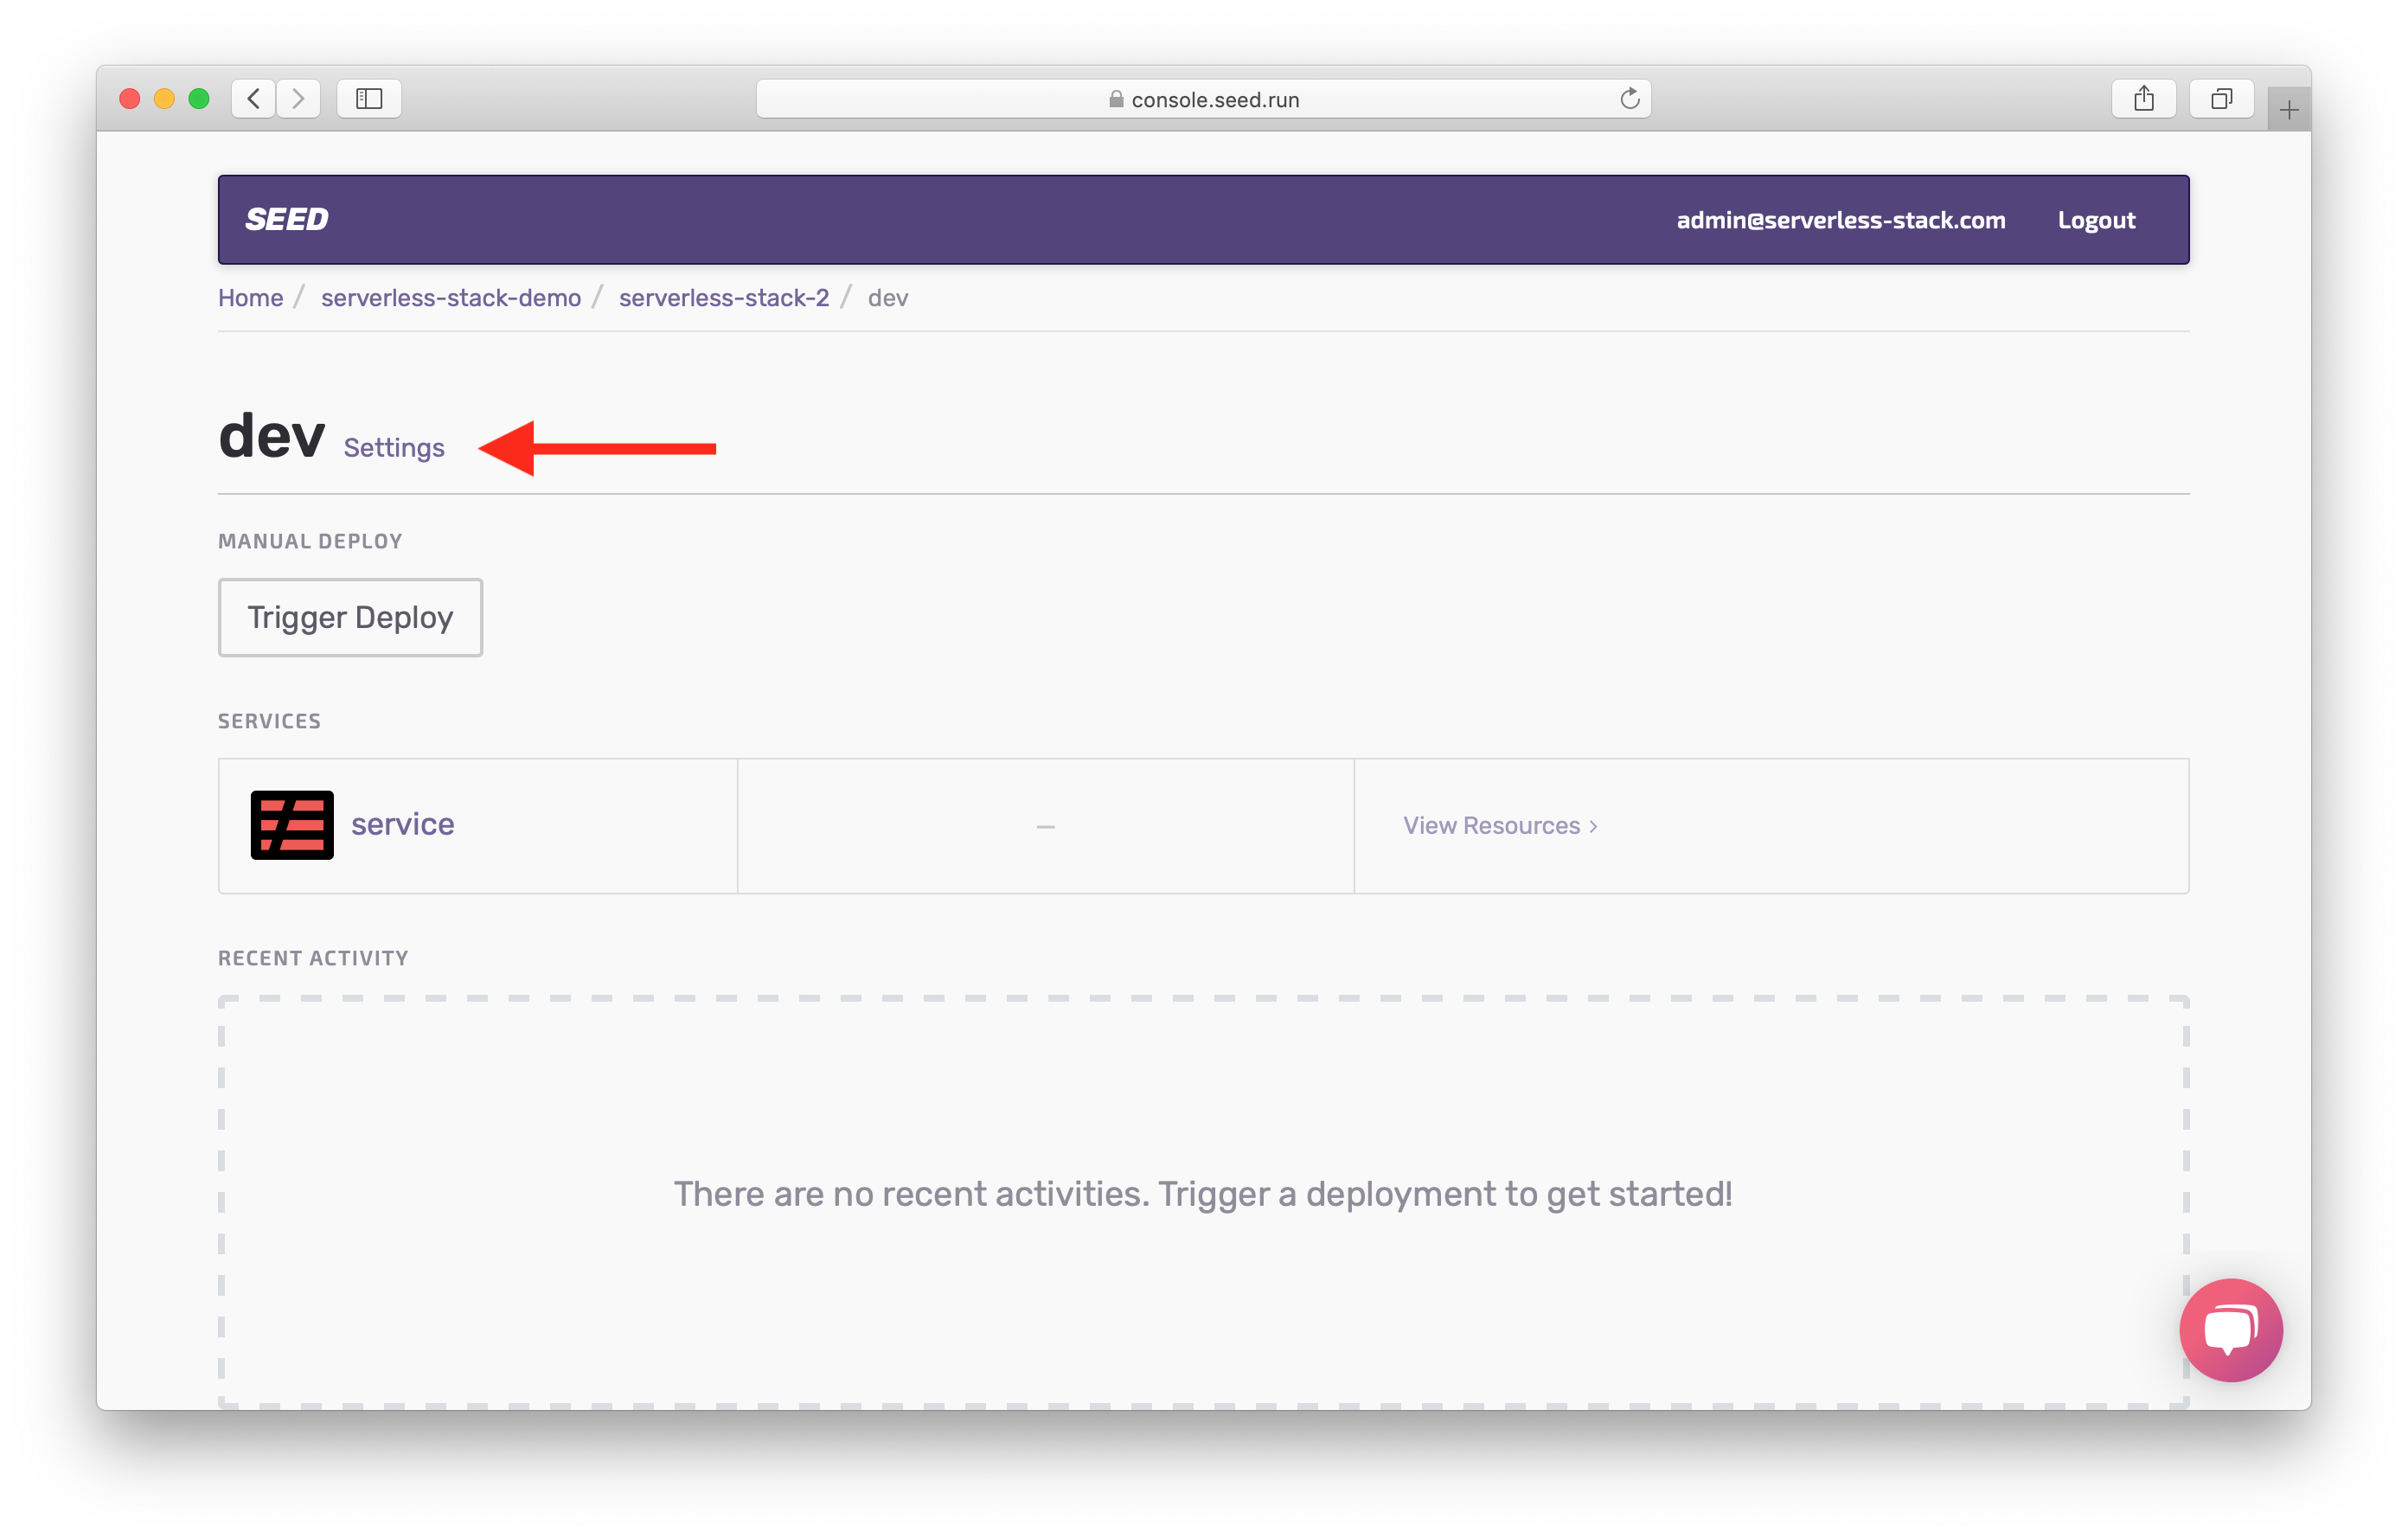 console.seed.run
SEED admin@serverless-stack.com Logout
Home / serverless-stack-demo / serverless-stack-2 / dev
dev Settings
MANUAL DEPLOY
Trigger Deploy
SERVICES
service – View Resources >
RECENT ACTIVITY
There are no recent activities. Trigger a deployment to get started!